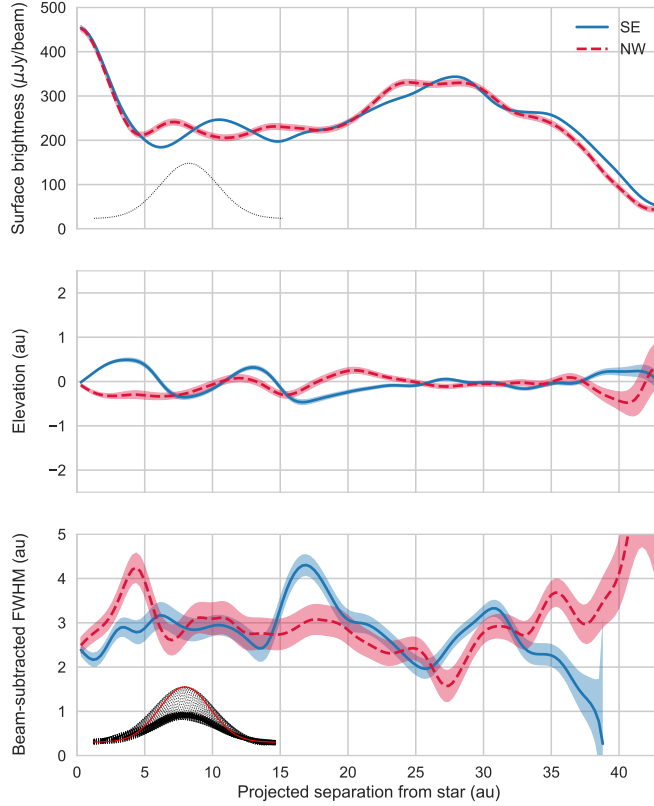 500
400
300
200
100
0
Surface brightness (μJy/beam)
SE
NW
2
1
0
−1
−2
Elevation (au)
5
4
3
2
1
0
Beam-subtracted FWHM (au)
0 5 10 15 20 25 30 35 40
Projected separation from star (au)